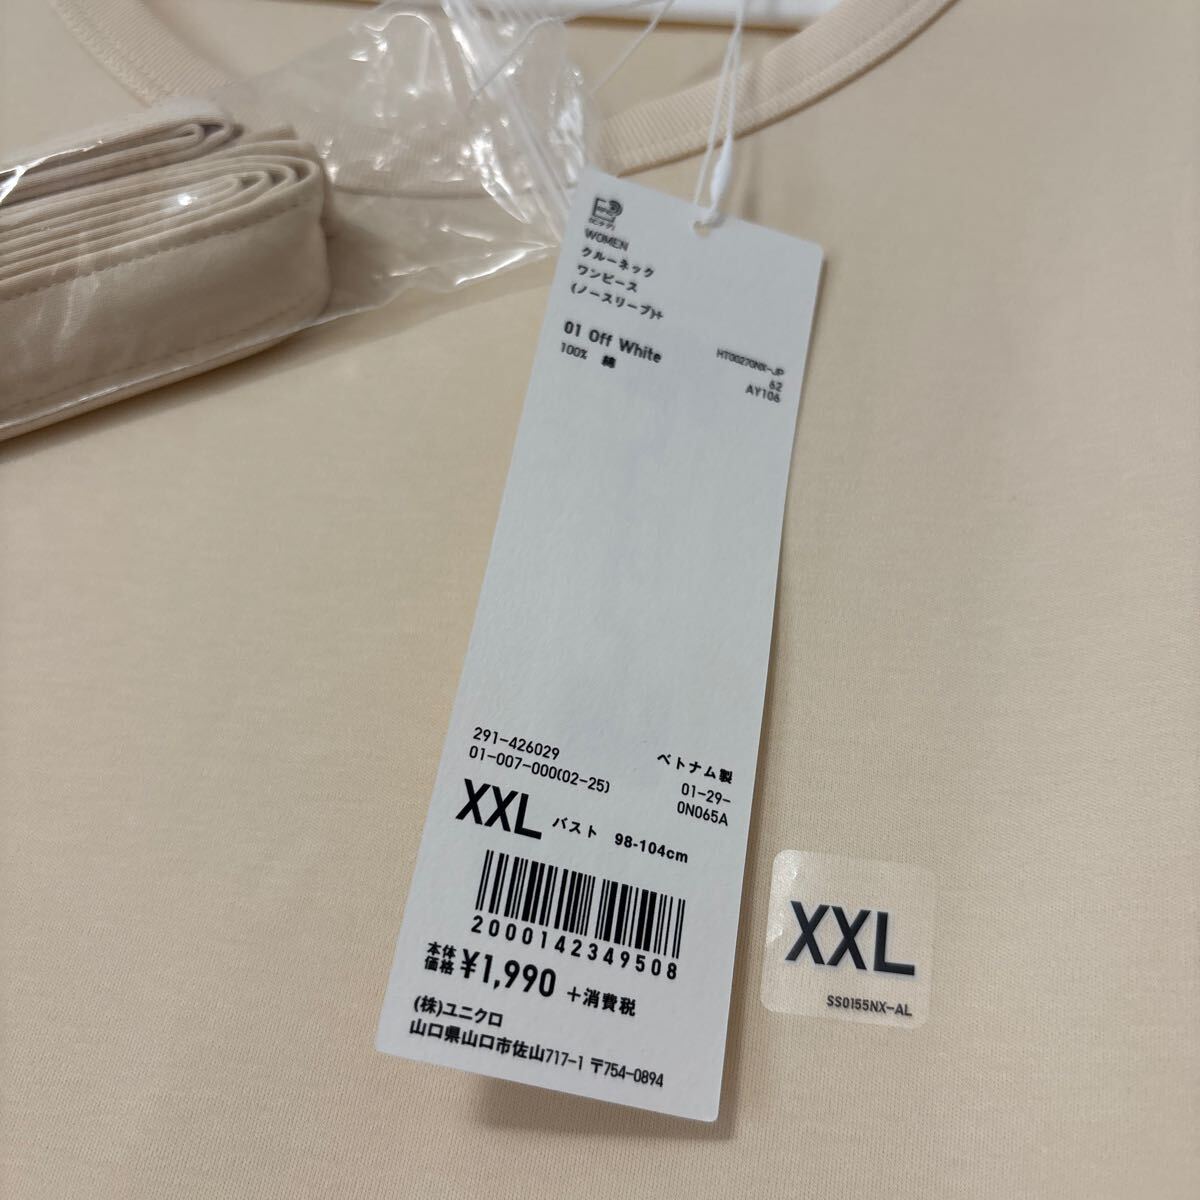 WOMEN
クルーネック
ワンピース
(ノースリーブ)+
01 Off White
100% 綿
HT00270NX-JP
62
AY106
291-426029
01-007-000(02-25)
ベトナム製
01-29-
0N065A
XXL バスト 98-104cm
2000142349508
本体
価格 ¥1,990 +消費税
(株)ユニクロ
山口県山口市佐山717-1 〒754-0894
XXL
SS0155NX-AL